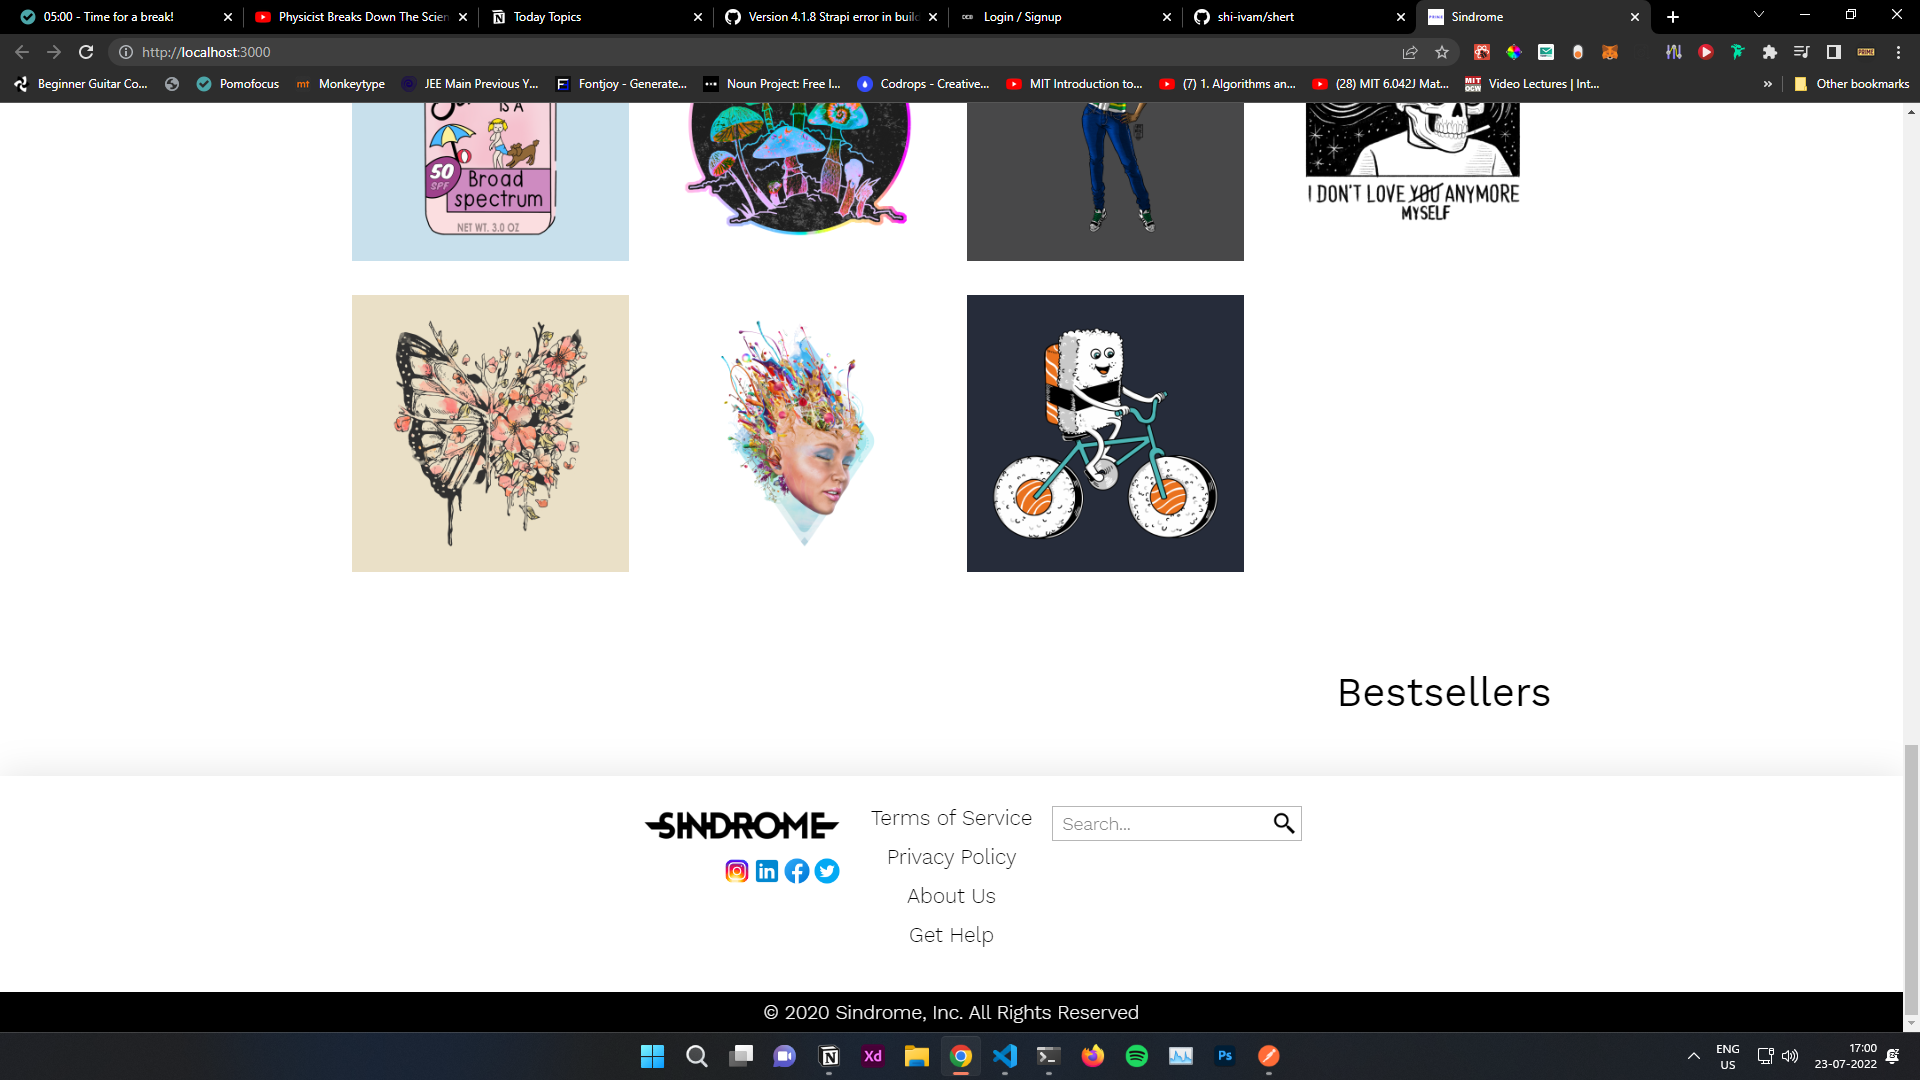 05:00 - Time for a break!
Physicist Breaks Down The Scien
Today Topics
Version 4.1.8 Strapi error in build
Login / Signup
shi-ivam/shert
Sindrome
http://localhost:3000
Beginner Guitar Co...
Pomofocus
mt Monkeytype
JEE Main Previous Y...
Fontjoy - Generate...
Noun Project: Free I...
Codrops - Creative...
MIT Introduction to...
(7) 1. Algorithms an...
(28) MIT 6.042J Mat...
Video Lectures | Int...
»
Other bookmarks
IS A
50
SPF
Broad
spectrum
NET WT. 3.0 OZ
I DON'T LOVE YOU ANYMORE
MYSELF
Bestsellers
SINDROME
Terms of Service
Privacy Policy
About Us
Get Help
Search...
© 2020 Sindrome, Inc. All Rights Reserved
Xd
Ps
ENG
US
17:00
23-07-2022